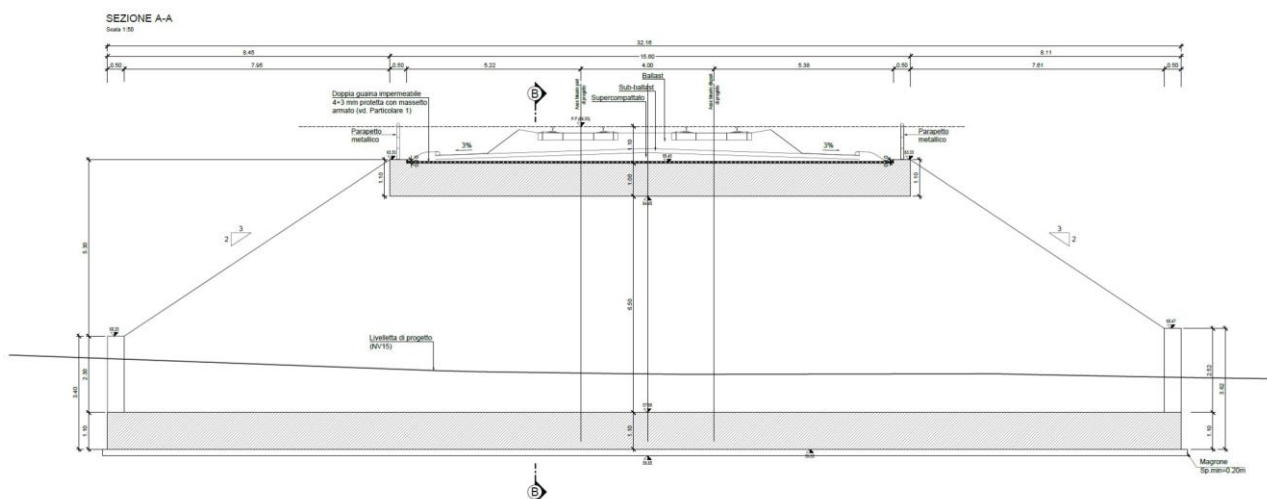 SEZIONE A-A
Scala 1:50
32.16
8.45
15.60
8.11
0.50
7.95
0.50
5.22
4.00
5.38
0.50
7.61
0.50
Ballast
Sub-ballast
Supercompattato
Doppia guaina impermeabile
4+3 mm protetta con massetto
armato (vd. Particolare 1)
B
Parapetto
metallico
Parapetto
metallico
3%
3%
1.10
1.10
1.00
1.10
3
2
3
2
5.30
6.50
Livelletta di progetto
(NV15)
3.40
2.30
1.10
1.10
2.52
3.62
1.10
Magrone
Sp.min=0.20m
B